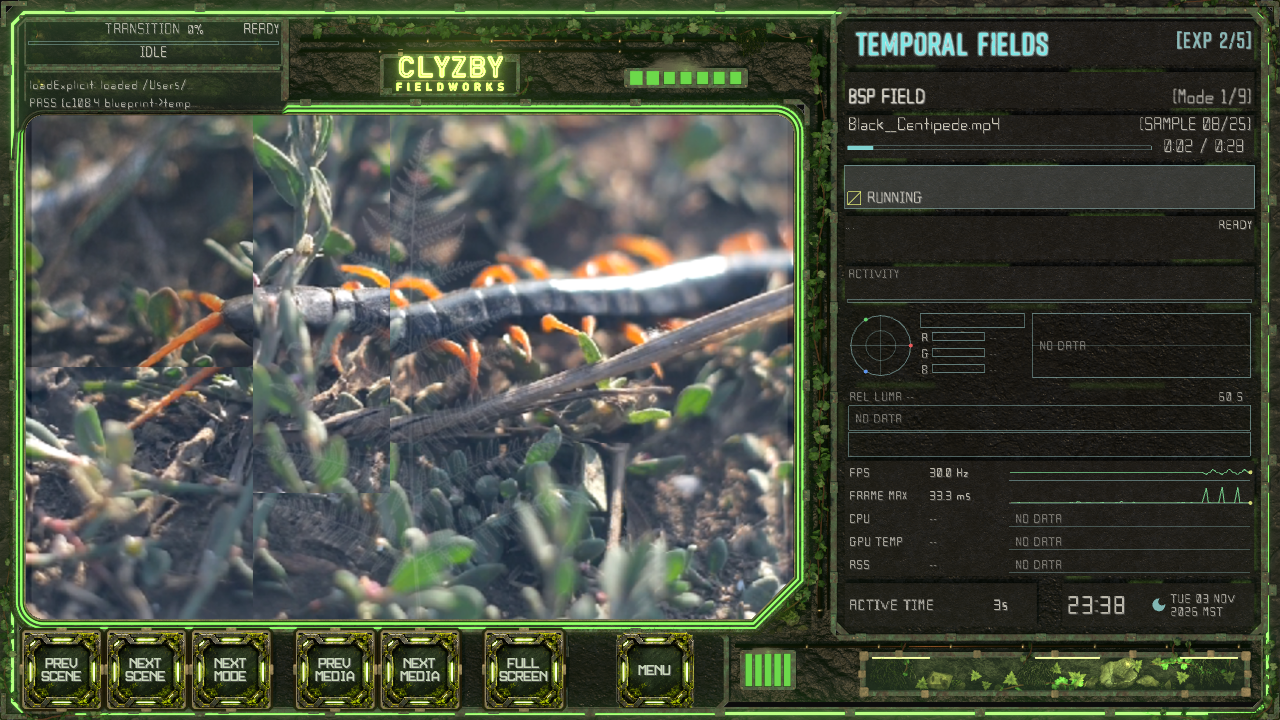 TRANSITION 0% READY
IDLE
loadExplicit: loaded /Users/
PASS (c)084 blueprint->temp
CLYZBY
FIELDWORKS
TEMPORAL FIELDS [EXP 2/5]
BSP FIELD (Mode 1/9)
Black_Centipede.mp4 (SAMPLE 08/25)
0:02 / 0:28
RUNNING
-- READY
ACTIVITY
R --
G --
B --
NO DATA
REL LUMA -- 60 S
NO DATA
FPS 30.0 Hz
FRAME MAX 33.3 mS
CPU -- NO DATA
GPU TEMP -- NO DATA
RSS -- NO DATA
ACTIVE TIME 3s
23:38
TUE 03 NOV
2026 MST
PREV SCENE
NEXT SCENE
NEXT MODE
PREV MEDIA
NEXT MEDIA
FULL SCREEN
MENU